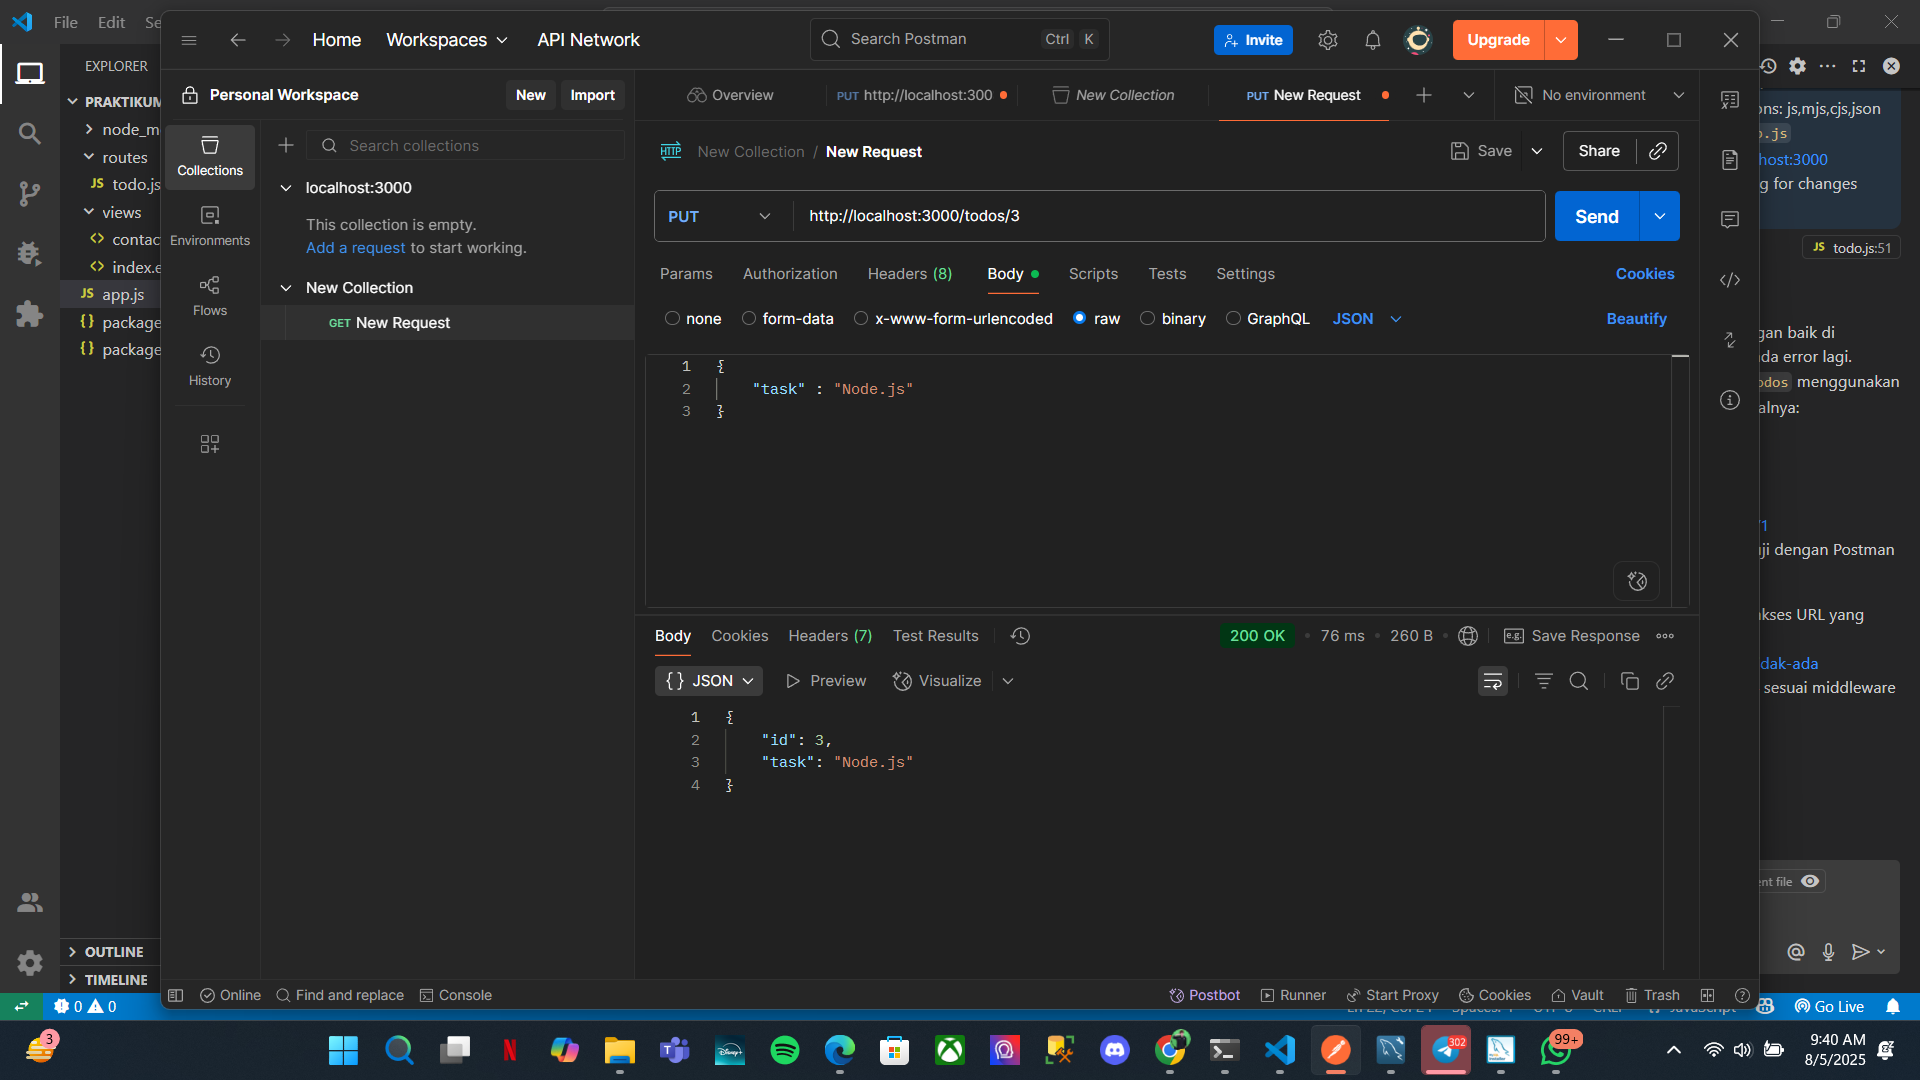 File Edit Se
Home Workspaces API Network
Search Postman Ctrl K
Invite
Upgrade
EXPLORER
PRAKTIKUM
node_m
routes
JS todo.js
views
<> contac
<> index.e
JS app.js
{} package
{} package
OUTLINE
TIMELINE
Personal Workspace New Import
Collections
Environments
Flows
History
Search collections
localhost:3000
This collection is empty.
Add a request to start working.
New Collection
GET New Request
Overview PUT http://localhost:300 New Collection PUT New Request No environment
HTTP New Collection / New Request Save Share
PUT http://localhost:3000/todos/3 Send
Params Authorization Headers (8) Body Scripts Tests Settings Cookies
none form-data x-www-form-urlencoded raw binary GraphQL JSON Beautify
1 {
2 "task" : "Node.js"
3 }
Body Cookies Headers (7) Test Results 200 OK 76 ms 260 B e.g. Save Response
{} JSON Preview Visualize
1 {
2 "id": 3,
3 "task": "Node.js"
4 }
Online Find and replace Console Postbot Runner Start Proxy Cookies Vault Trash
ons: js,mjs,cjs,json
o.js
host:3000
g for changes
JS todo.js:51
gan baik di
da error lagi.
odos menggunakan
alnya:
/1
ji dengan Postman
kses URL yang
dak-ada
sesuai middleware
ent file
0 0 Go Live
3
302
99+
9:40 AM
8/5/2025